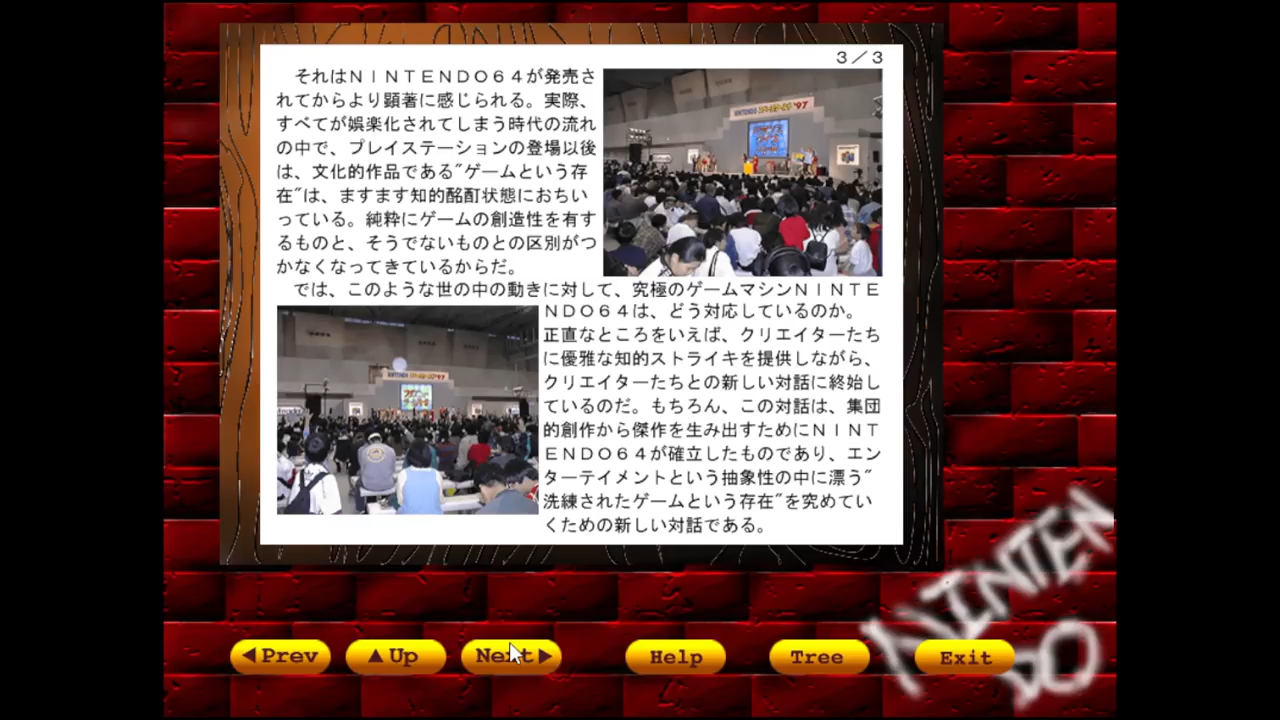 3/3
それはNINTENDO64が発売さ
れてからより顕著に感じられる。実際、
すべてが娯楽化されてしまう時代の流れ
の中で、プレイステーションの登場以後
は、文化的作品である"ゲームという存
在"は、ますます知的酩酊状態におちい
っている。純粋にゲームの創造性を有す
るものと、そうでないものとの区別がつ
かなくなってきているからだ。
では、このような世の中の動きに対して、究極のゲームマシンNINTE
NDO64は、どう対応しているのか。
正直なところをいえば、クリエイターたち
に優雅な知的ストライキを提供しながら、
クリエイターたちとの新しい対話に終始し
ているのだ。もちろん、この対話は、集団
的創作から傑作を生み出すためにNINT
ENDO64が確立したものであり、エン
ターテイメントという抽象性の中に漂う"
洗練されたゲームという存在"を究めてい
くための新しい対話である。
◀Prev
▲Up
Next▶
Help
Tree
Exit
NINTEN
DO